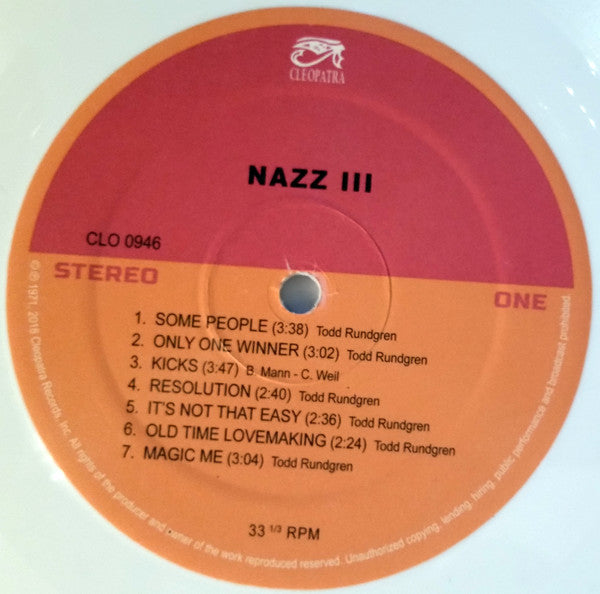 CLEOPATRA
NAZZ III
CLO 0946
STEREO
ONE
1. SOME PEOPLE (3:38) Todd Rundgren
2. ONLY ONE WINNER (3:02) Todd Rundgren
3. KICKS (3:47) B. Mann - C. Weil
4. RESOLUTION (2:40) Todd Rundgren
5. IT'S NOT THAT EASY (2:36) Todd Rundgren
6. OLD TIME LOVEMAKING (2:24) Todd Rundgren
7. MAGIC ME (3:04) Todd Rundgren
33 1/3 RPM
© ℗ 1971, 2016 Cleopatra Records, Inc. All rights of the producer and owner of the work reproduced reserved. Unauthorized copying, lending, hiring, public performance and broadcast prohibited.